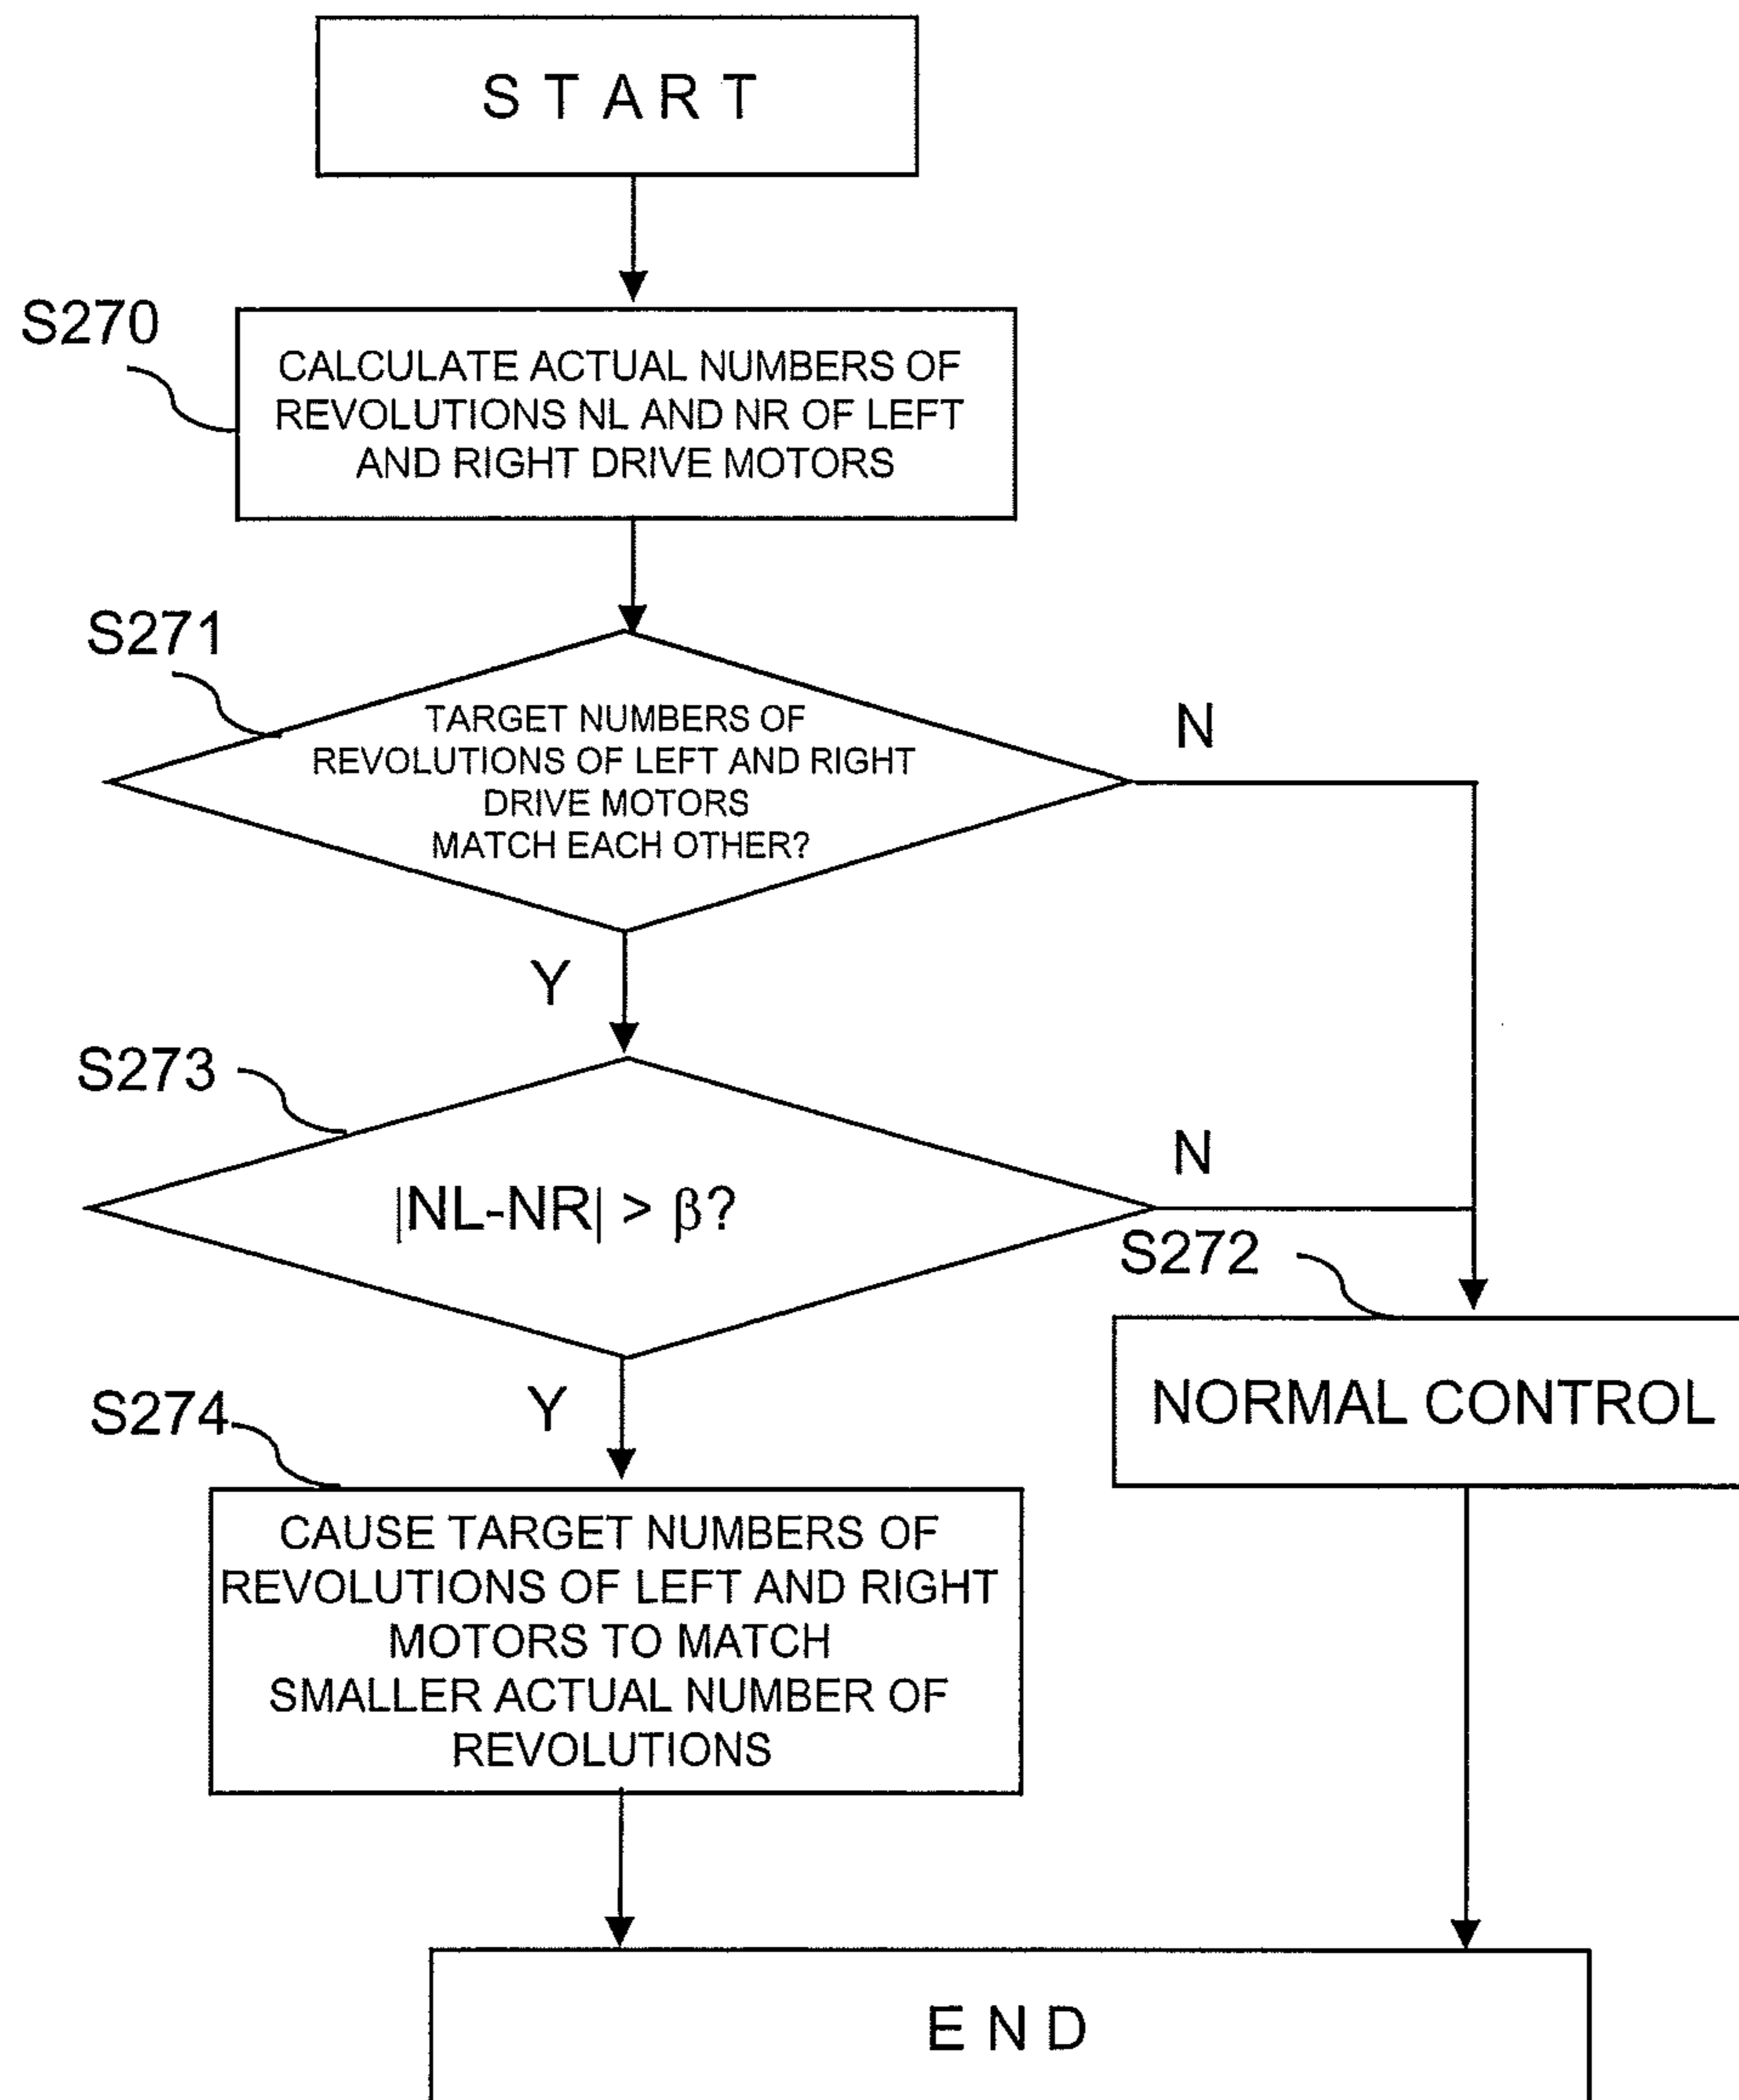 START
S270
CALCULATE ACTUAL NUMBERS OF
REVOLUTIONS NL AND NR OF LEFT
AND RIGHT DRIVE MOTORS
S271
TARGET NUMBERS OF
REVOLUTIONS OF LEFT AND RIGHT
DRIVE MOTORS
MATCH EACH OTHER?
N
Y
S273
|NL-NR| > β?
N
S272
NORMAL CONTROL
Y
S274
CAUSE TARGET NUMBERS OF
REVOLUTIONS OF LEFT AND RIGHT
MOTORS TO MATCH
SMALLER ACTUAL NUMBER OF
REVOLUTIONS
END